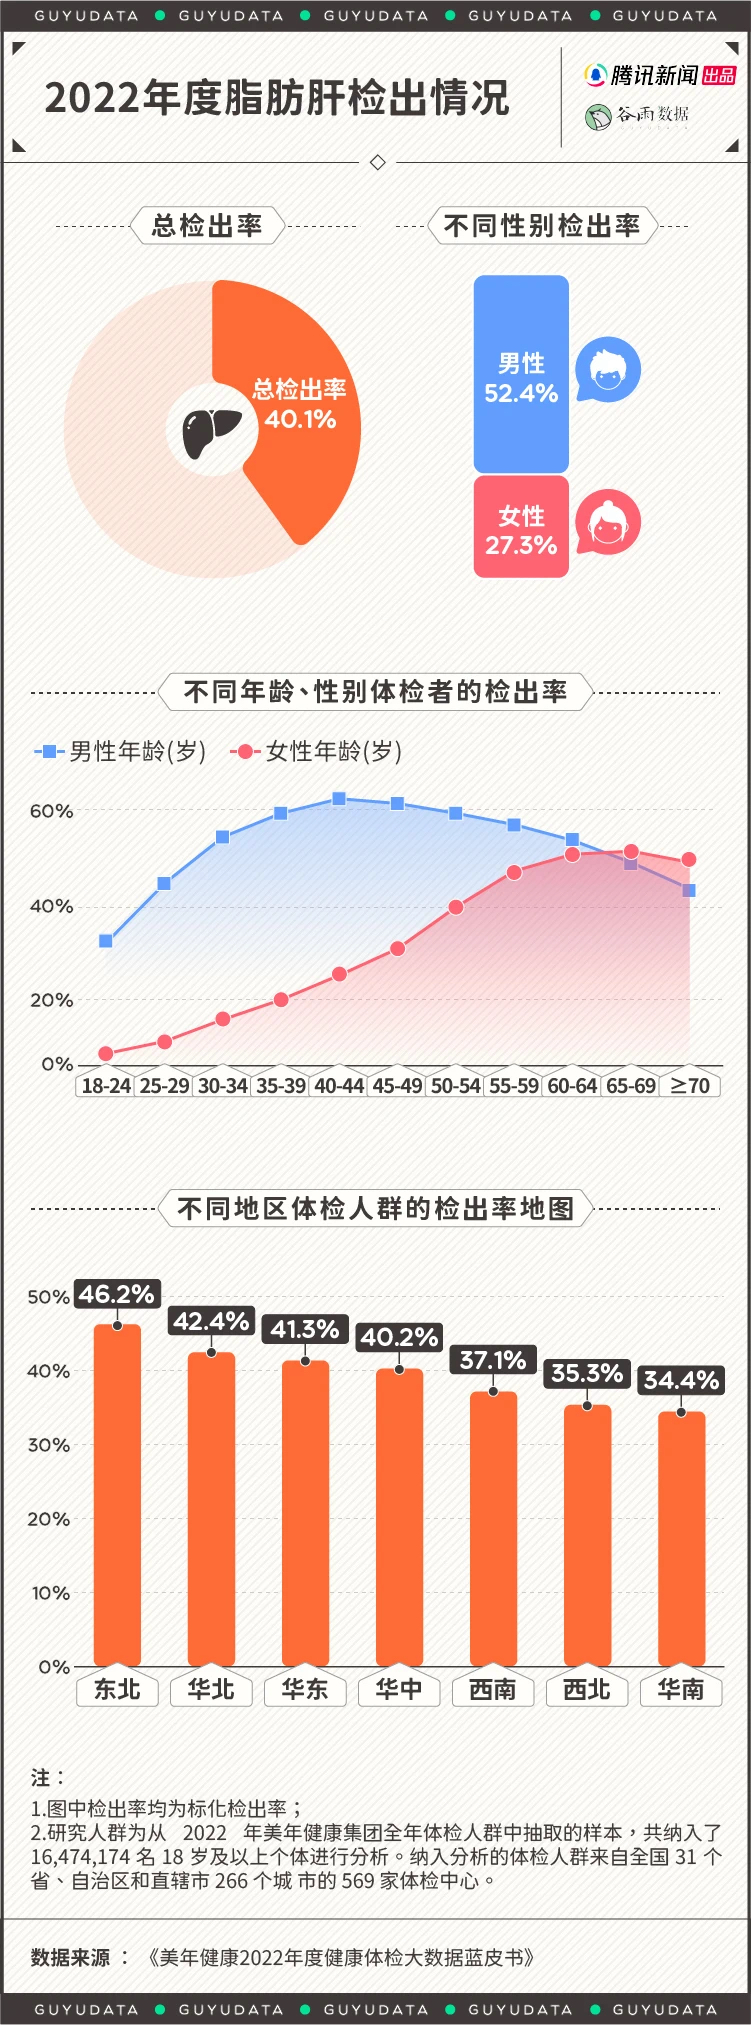 GUYUDATA GUYUDATA GUYUDATA GUYUDATA GUYUDATA
2022年度脂肪肝检出情况
腾讯新闻 出品
谷雨数据
总检出率
不同性别检出率
总检出率
40.1%
男性
52.4%
女性
27.3%
不同年龄、性别体检者的检出率
男性年龄(岁) 女性年龄(岁)
60%
40%
20%
0%
18-24 25-29 30-34 35-39 40-44 45-49 50-54 55-59 60-64 65-69 ≥70
不同地区体检人群的检出率地图
50%
40%
30%
20%
10%
0%
46.2% 42.4% 41.3% 40.2% 37.1% 35.3% 34.4%
东北 华北 华东 华中 西南 西北 华南
注：
1.图中检出率均为标化检出率；
2.研究人群为从 2022 年美年健康集团全年体检人群中抽取的样本，共纳入了
16,474,174 名 18 岁及以上个体进行分析。纳入分析的体检人群来自全国 31 个
省、自治区和直辖市 266 个城 市的 569 家体检中心。
数据来源 ： 《美年健康2022年度健康体检大数据蓝皮书》
GUYUDATA GUYUDATA GUYUDATA GUYUDATA GUYUDATA